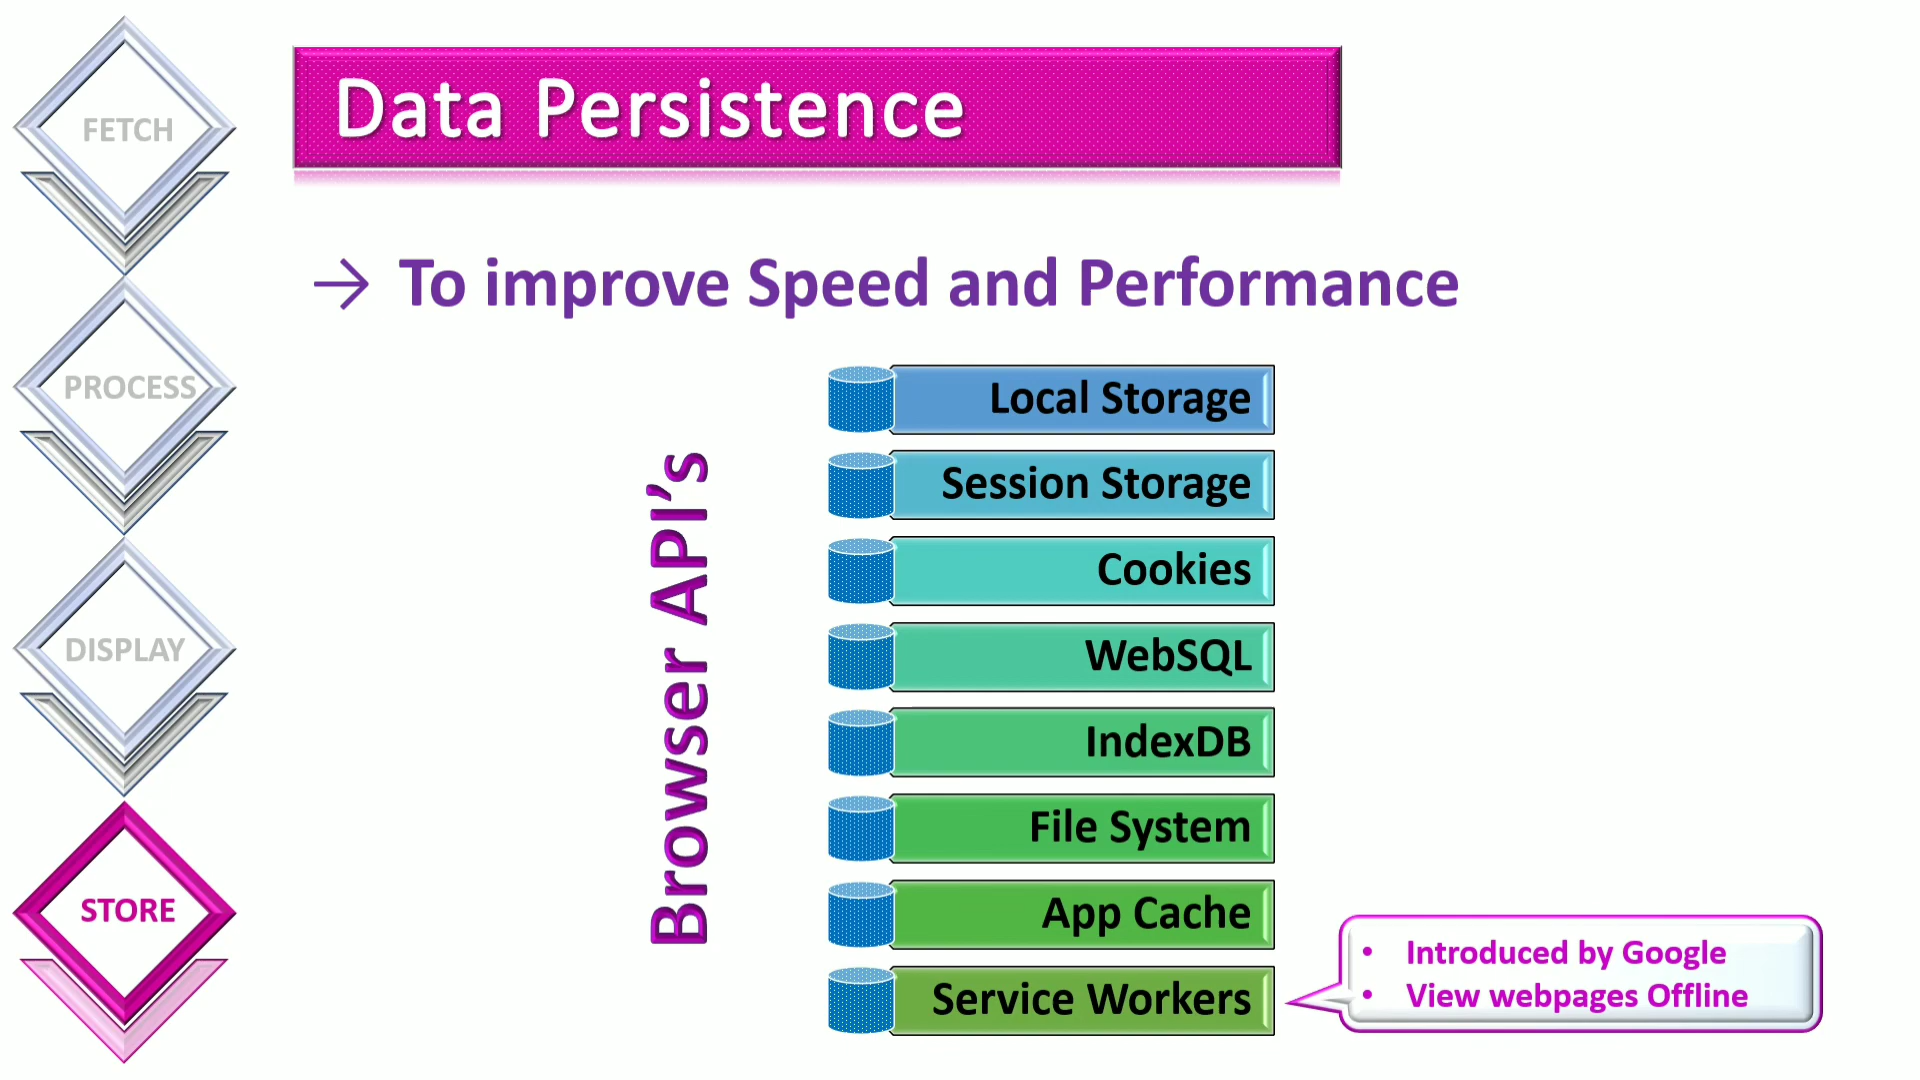 FETCH
PROCESS
DISPLAY
STORE
Data Persistence
→ To improve Speed and Performance
Browser API's
Local Storage
Session Storage
Cookies
WebSQL
IndexDB
File System
App Cache
Service Workers
• Introduced by Google
• View webpages Offline